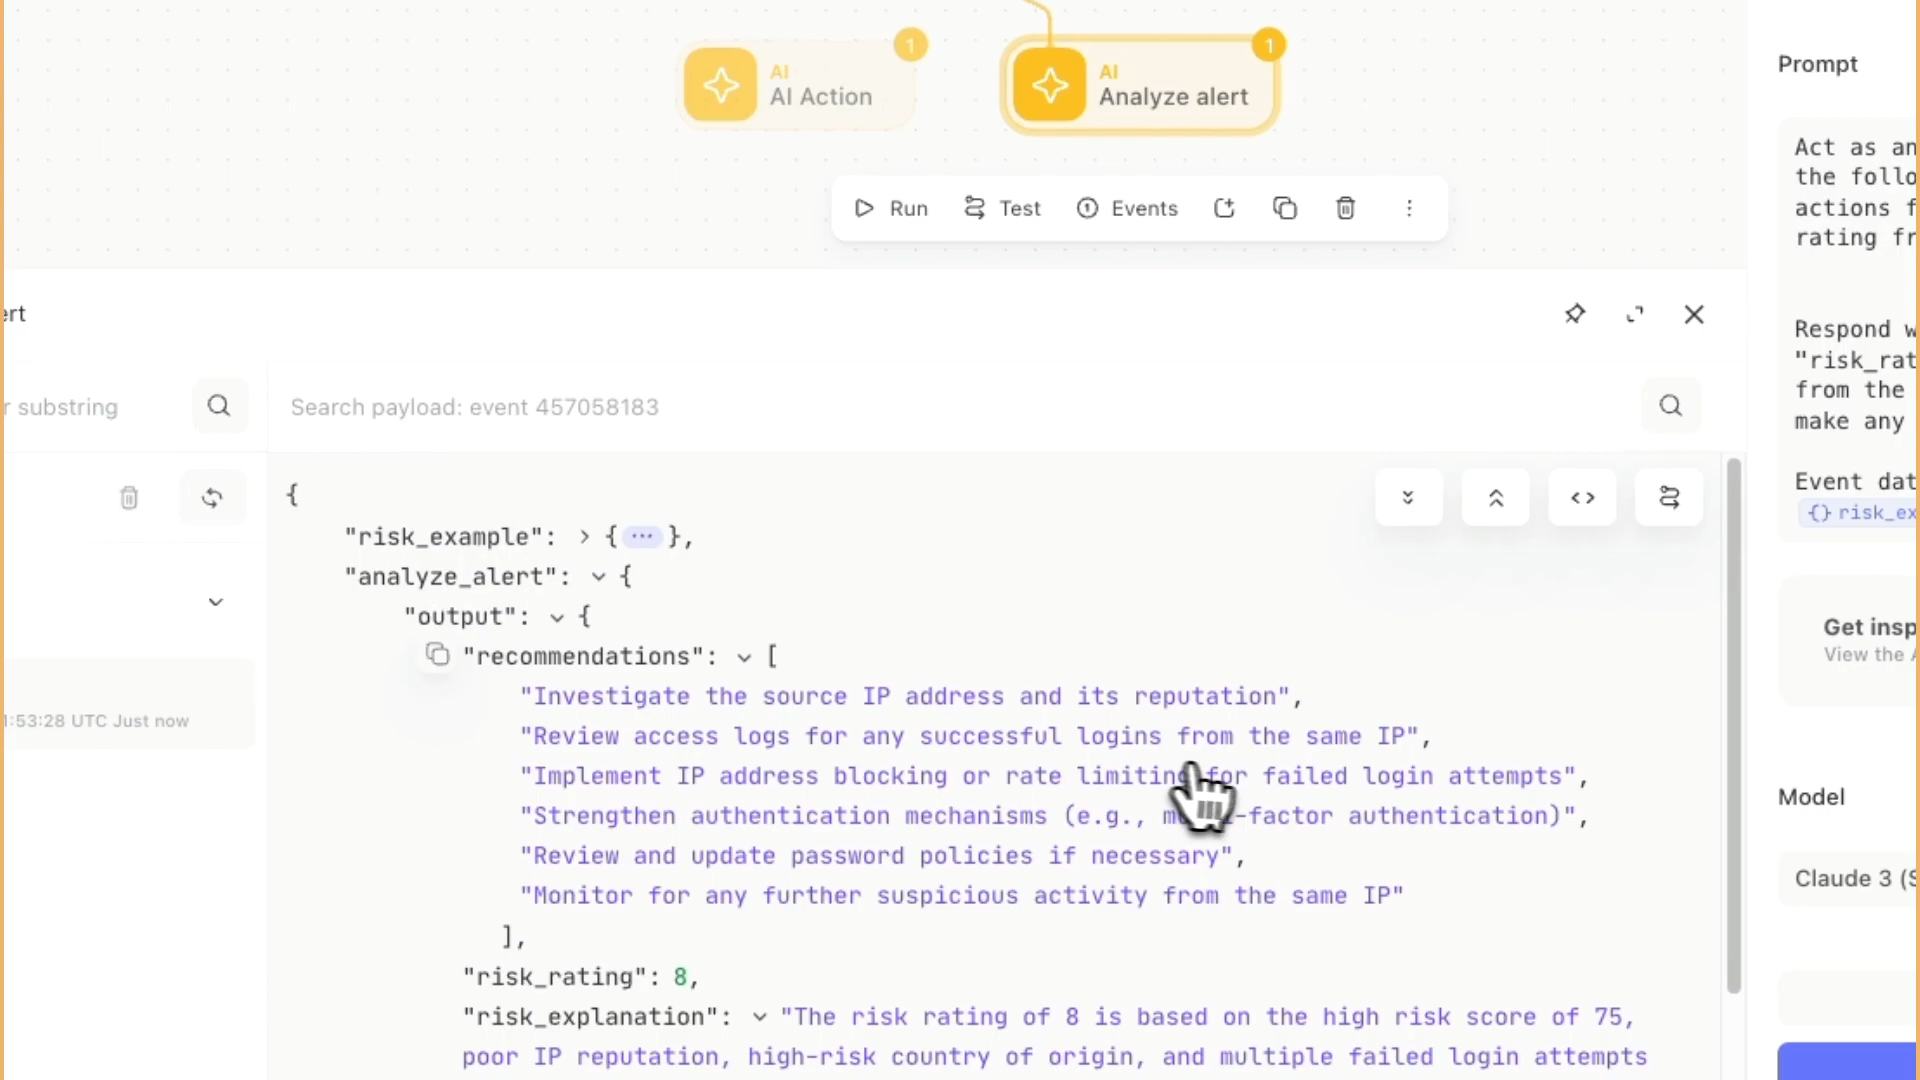 1
1
AI
AI Action
AI
Analyze alert
Run
Test
Events
ert
r substring
Search payload: event 457058183
{
"risk_example": > {...},
"analyze_alert": {
"output": {
"recommendations": [
"Investigate the source IP address and its reputation",
"Review access logs for any successful logins from the same IP",
"Implement IP address blocking or rate limiting for failed login attempts",
"Strengthen authentication mechanisms (e.g., -factor authentication)",
"Review and update password policies if necessary",
"Monitor for any further suspicious activity from the same IP"
],
"risk_rating": 8,
"risk_explanation": "The risk rating of 8 is based on the high risk score of 75,
poor IP reputation, high-risk country of origin, and multiple failed login attempts
1:53:28 UTC Just now
Prompt
Act as an
the follo
actions f
rating fr
Respond w
"risk_rat
from the
make any
Event dat
{} risk_ex
Get insp
View the A
Model
Claude 3 (S